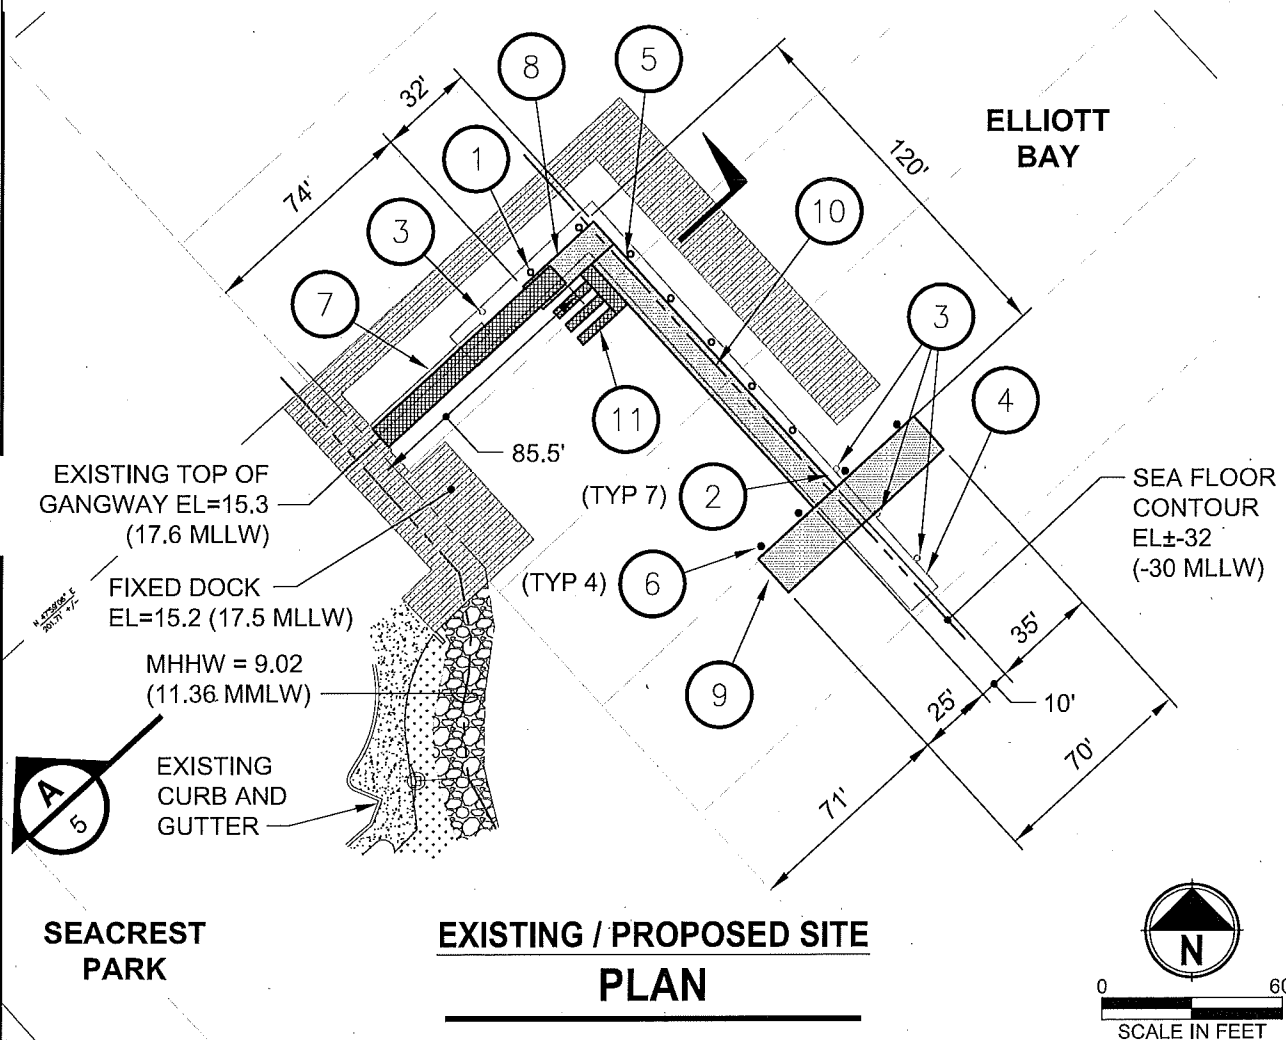 8
5
32'
ELLIOTT
BAY
1
120'
74'
10
3
7
3
4
11
85.5'
EXISTING TOP OF
GANGWAY EL=15.3
(17.6 MLLW)
(TYP 7)
2
SEA FLOOR
CONTOUR
EL±-32
(-30 MLLW)
FIXED DOCK
EL=15.2 (17.5 MLLW)
(TYP 4)
6
35'
MHHW = 9.02
(11.36 MMLW)
9
25'
10'
70'
EXISTING
CURB AND
GUTTER
71'
A
5
SEACREST
PARK
EXISTING / PROPOSED SITE
PLAN
N
0 60
SCALE IN FEET